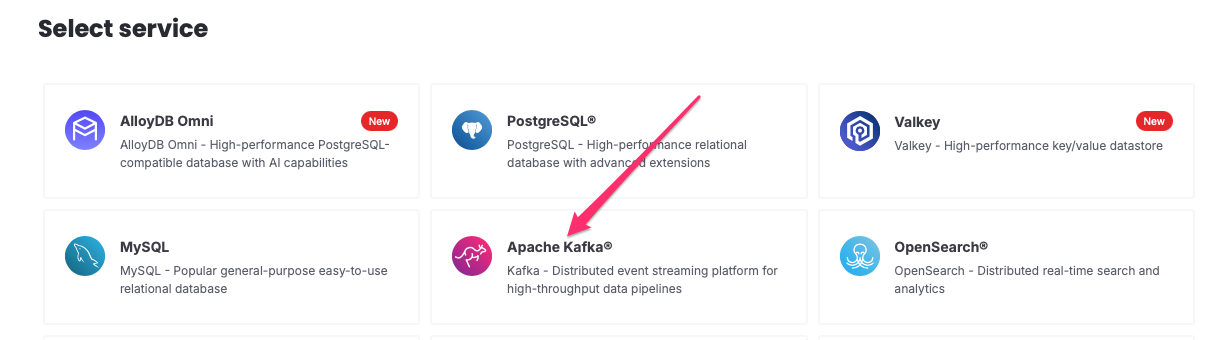 Select service
AlloyDB Omni
New
AlloyDB Omni - High-performance PostgreSQL-
compatible database with AI capabilities
PostgreSQL®
PostgreSQL - High-performance relational
database with advanced extensions
Valkey
New
Valkey - High-performance key/value datastore
MySQL
MySQL - Popular general-purpose easy-to-use
relational database
Apache Kafka®
Kafka - Distributed event streaming platform for
high-throughput data pipelines
OpenSearch®
OpenSearch - Distributed real-time search and
analytics